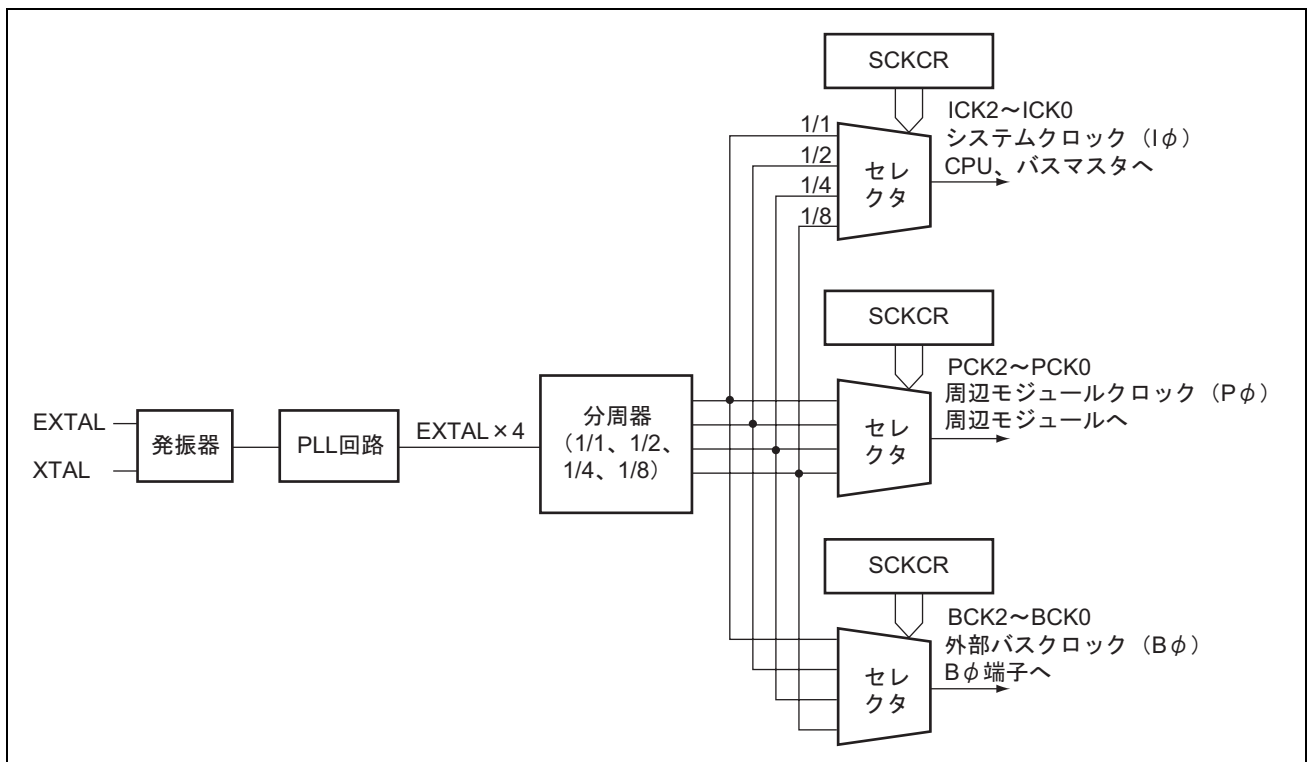 SCKCR
ICK2～ICK0
システムクロック（Iφ）
CPU、バスマスタへ
1/1
1/2
1/4
1/8
セレ
クタ
SCKCR
PCK2～PCK0
周辺モジュールクロック（Pφ）
周辺モジュールへ
セレ
クタ
EXTAL
XTAL
発振器
PLL回路
EXTAL×4
分周器
（1/1、1/2、
1/4、1/8）
SCKCR
BCK2～BCK0
外部バスクロック（Bφ）
Bφ端子へ
セレ
クタ